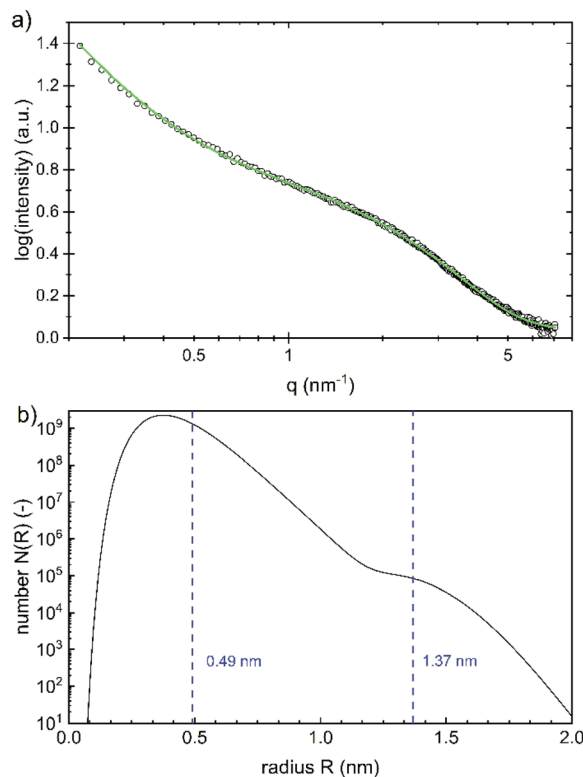 a)
1.4
1.2
1.0
0.8
0.6
0.4
0.2
0.0
log(intensity) (a.u.)
0.5 1 5
q (nm⁻¹)
b)
10⁹
10⁸
10⁷
10⁶
10⁵
10⁴
10³
10²
10¹
number N(R) (-)
0.49 nm 1.37 nm
0.0 0.5 1.0 1.5 2.0
radius R (nm)